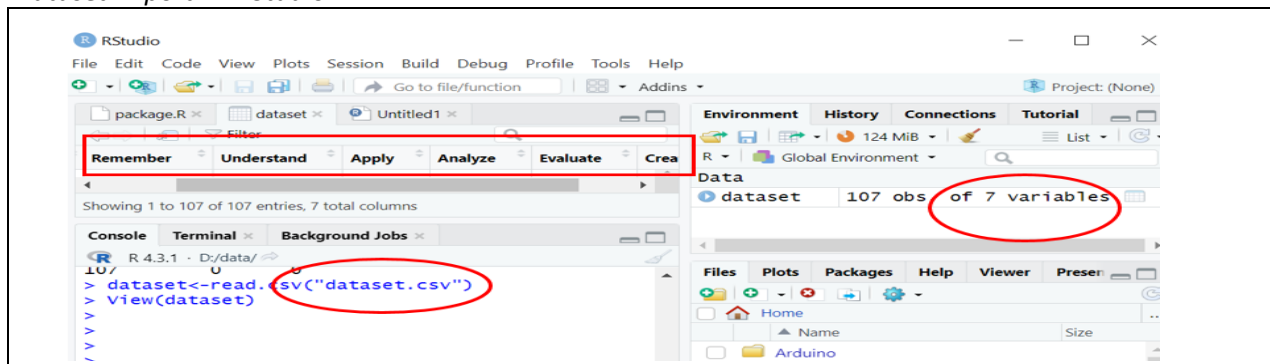 RStudio
File Edit Code View Plots Session Build Debug Profile Tools Help
Go to file/function Addins Project: (None)
package.R dataset Untitled1
Filter
Remember Understand Apply Analyze Evaluate Crea
Showing 1 to 107 of 107 entries, 7 total columns
Console Terminal Background Jobs
R 4.3.1 · D:/data/
107 0 0
> dataset<-read.csv("dataset.csv")
> View(dataset)
>
>
>
Environment History Connections Tutorial
124 MiB List
R Global Environment
Data
dataset 107 obs. of 7 variables
Files Plots Packages Help Viewer Presen
Home
Name Size
Arduino